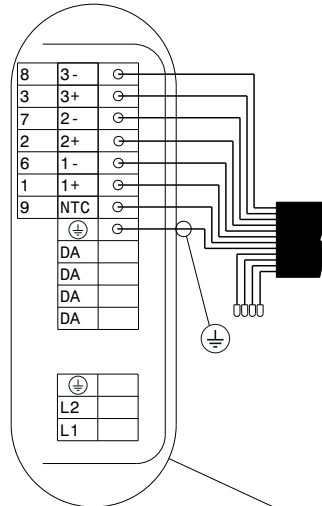 8 3-
3 3+
7 2-
2 2+
6 1-
1 1+
9 NTC
DA
DA
DA
DA
L2
L1